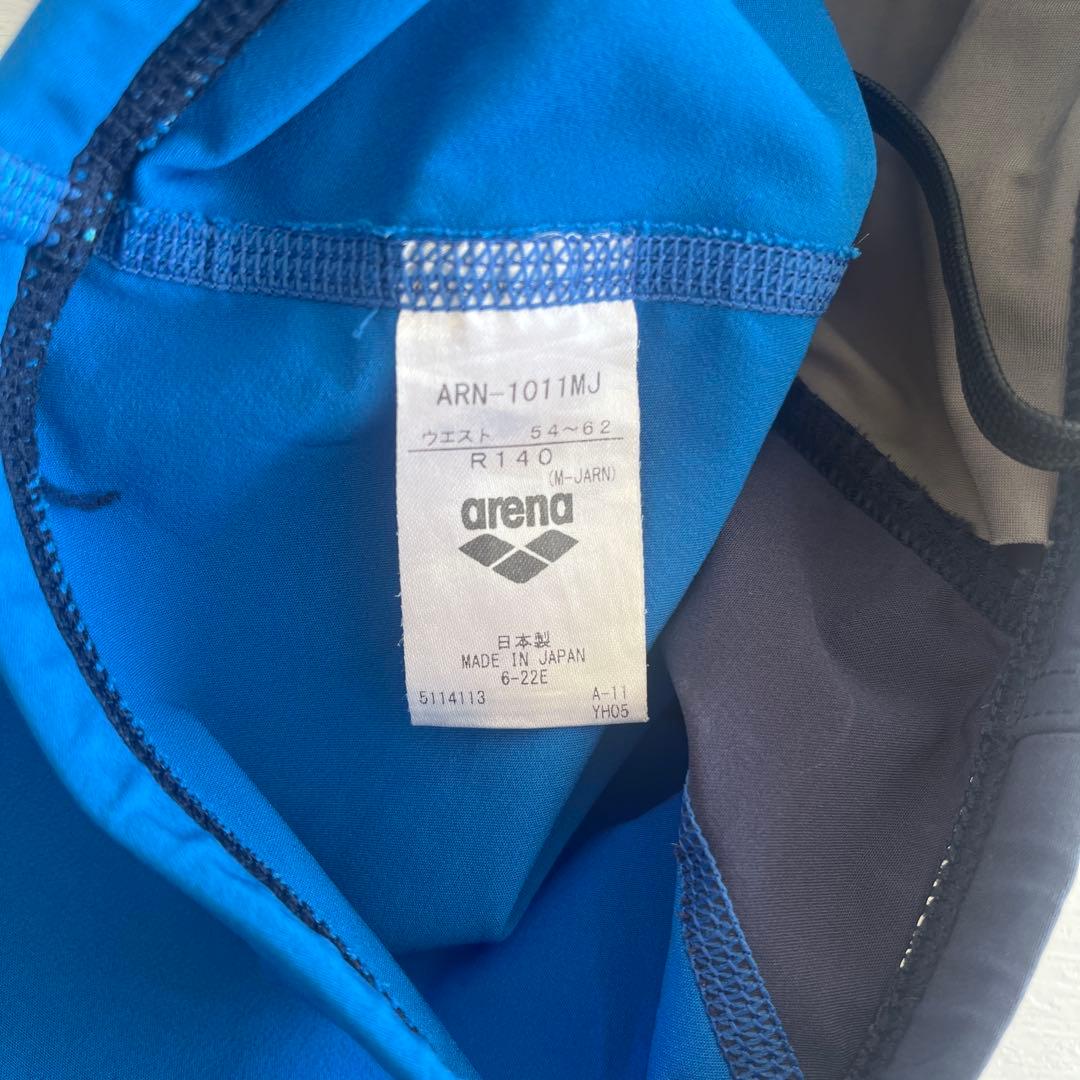 ARN-1011MJ
ウエスト 54~62
R140
(M-JARN)
arena
日本製
MADE IN JAPAN
6-22E
5114113 A-11
YH05